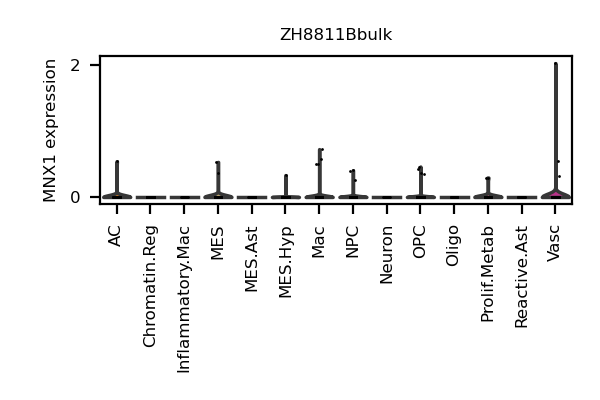 ZH8811Bbulk
MNX1 expression
2
0
AC
Chromatin.Reg
Inflammatory.Mac
MES
MES.Ast
MES.Hyp
Mac
NPC
Neuron
OPC
Oligo
Prolif.Metab
Reactive.Ast
Vasc